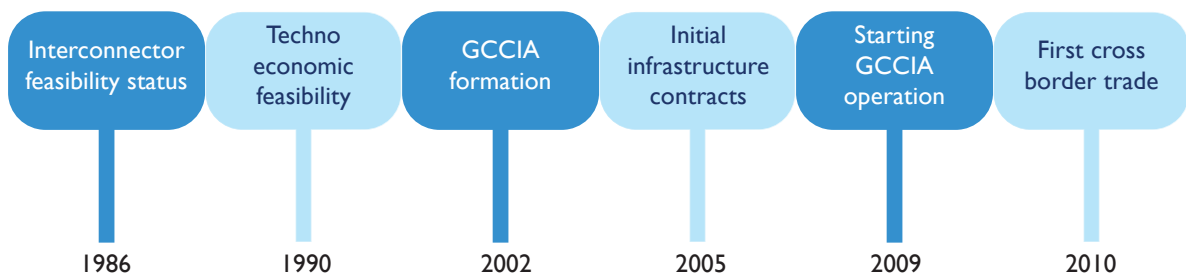 Interconnector
feasibility status
Techno
economic
feasibility
GCCIA
formation
Initial
infrastructure
contracts
Starting
GCCIA
operation
First cross
border trade
1986
1990
2002
2005
2009
2010